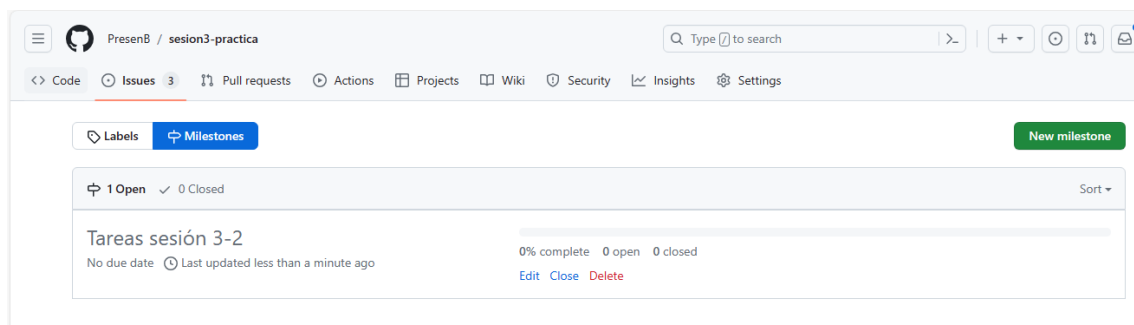 PresenB / sesion3-practica
Type / to search
Code Issues 3 Pull requests Actions Projects Wiki Security Insights Settings
Labels Milestones New milestone
1 Open 0 Closed Sort
Tareas sesión 3-2
No due date Last updated less than a minute ago
0% complete 0 open 0 closed
Edit Close Delete